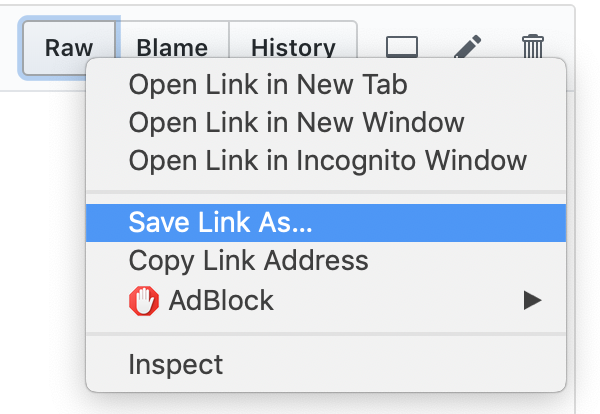 Raw Blame History
Open Link in New Tab
Open Link in New Window
Open Link in Incognito Window
Save Link As...
Copy Link Address
AdBlock
Inspect